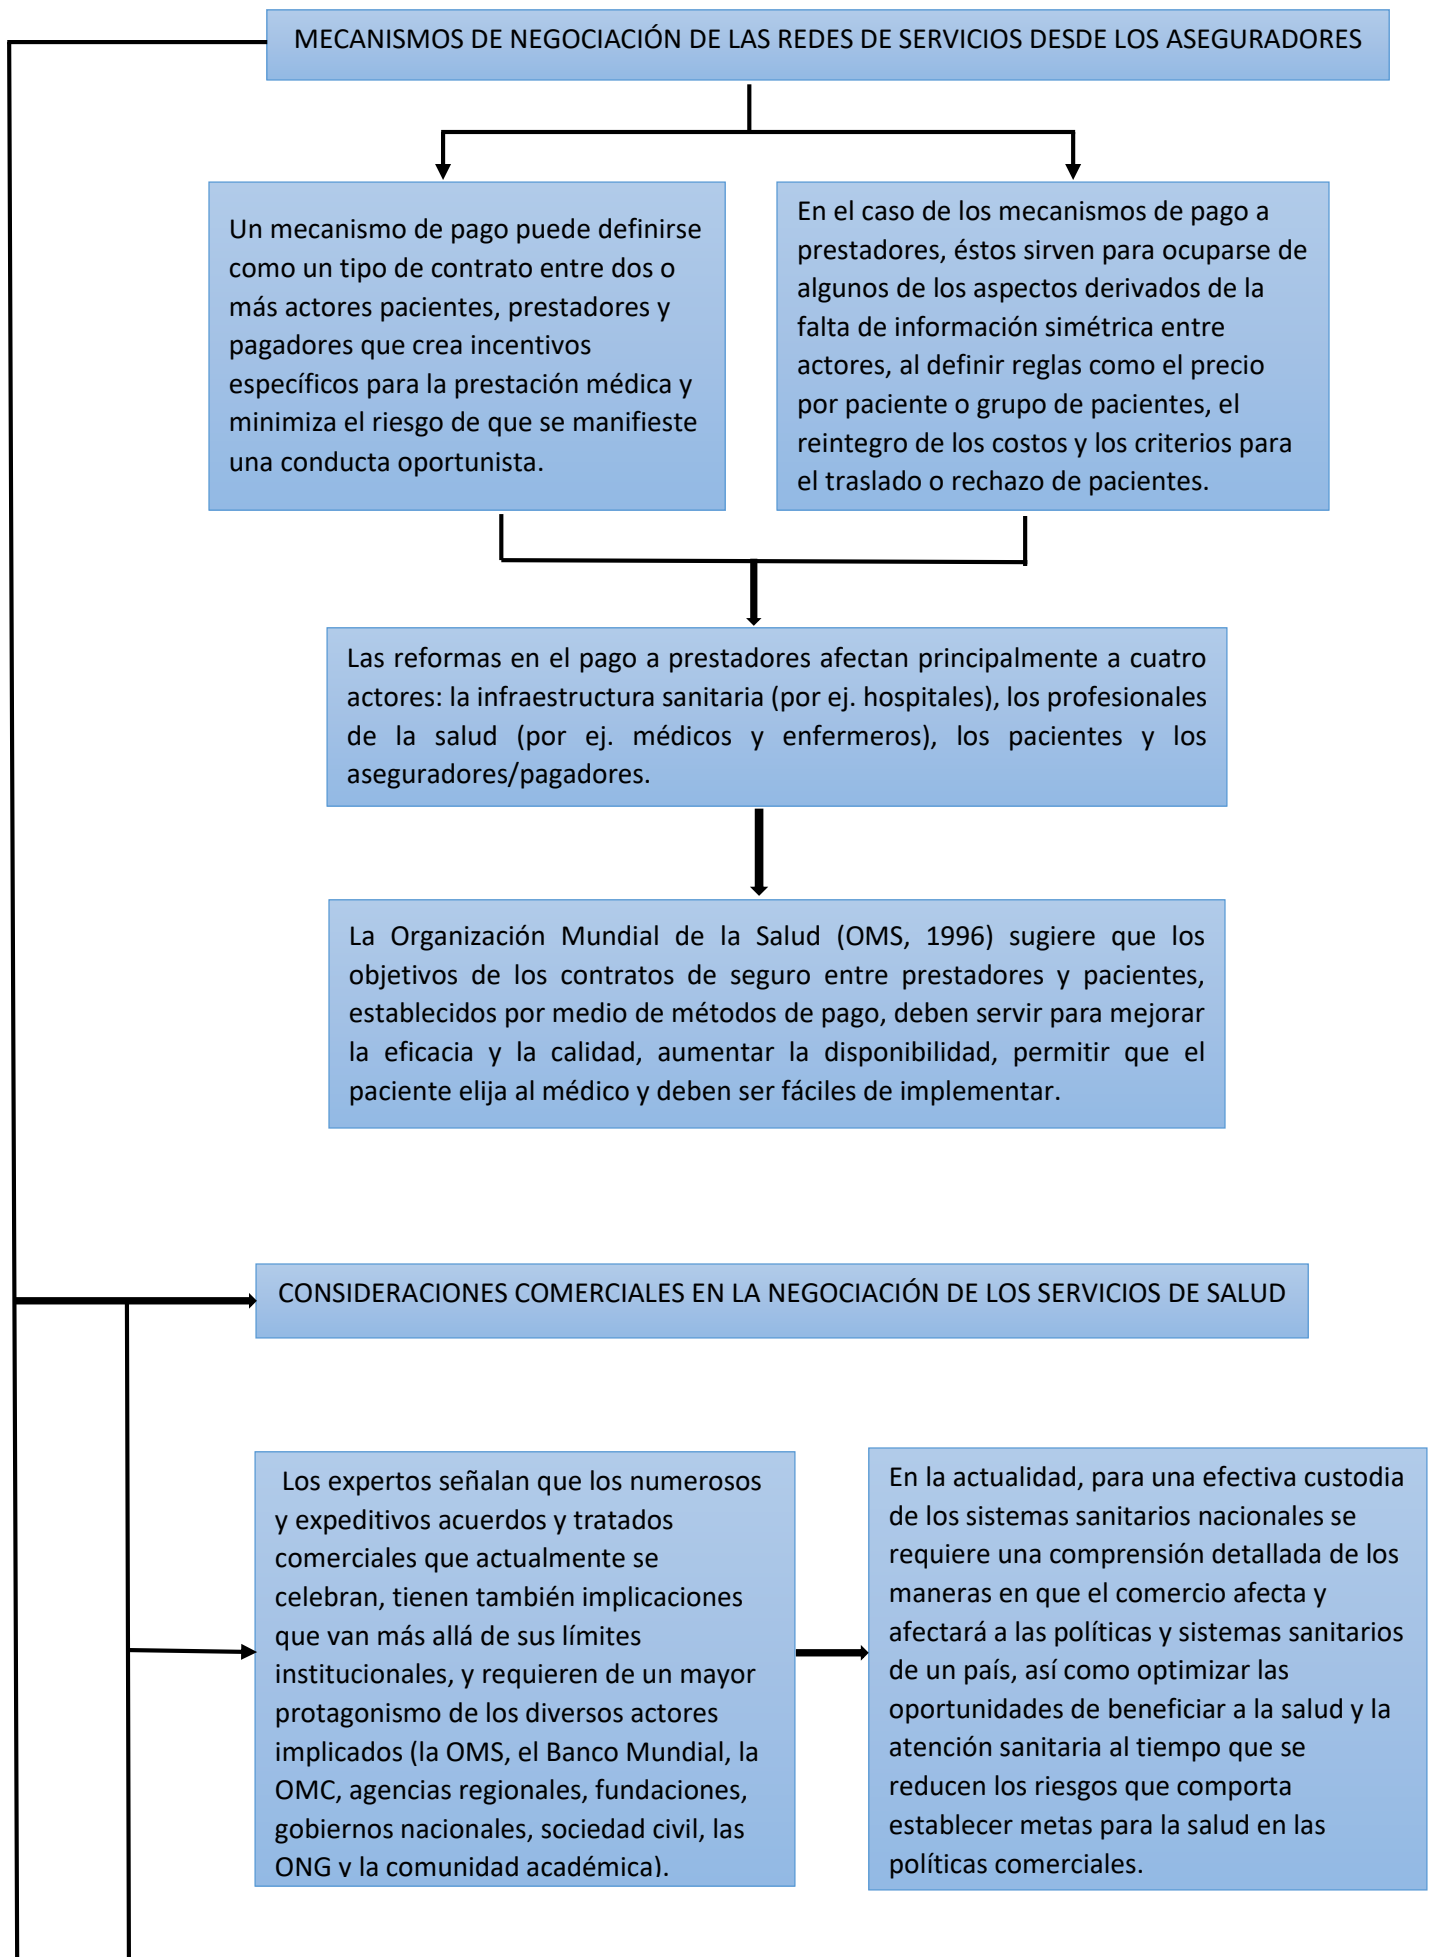 MECANISMOS DE NEGOCIACIÓN DE LAS REDES DE SERVICIOS DESDE LOS ASEGURADORES
Un mecanismo de pago puede definirse
como un tipo de contrato entre dos o
más actores pacientes, prestadores y
pagadores que crea incentivos
específicos para la prestación médica y
minimiza el riesgo de que se manifieste
una conducta oportunista.
En el caso de los mecanismos de pago a
prestadores, éstos sirven para ocuparse de
algunos de los aspectos derivados de la
falta de información simétrica entre
actores, al definir reglas como el precio
por paciente o grupo de pacientes, el
reintegro de los costos y los criterios para
el traslado o rechazo de pacientes.
Las reformas en el pago a prestadores afectan principalmente a cuatro
actores: la infraestructura sanitaria (por ej. hospitales), los profesionales
de la salud (por ej. médicos y enfermeros), los pacientes y los
aseguradores/pagadores.
La Organización Mundial de la Salud (OMS, 1996) sugiere que los
objetivos de los contratos de seguro entre prestadores y pacientes,
establecidos por medio de métodos de pago, deben servir para mejorar
la eficacia y la calidad, aumentar la disponibilidad, permitir que el
paciente elija al médico y deben ser fáciles de implementar.
CONSIDERACIONES COMERCIALES EN LA NEGOCIACIÓN DE LOS SERVICIOS DE SALUD
Los expertos señalan que los numerosos
y expeditivos acuerdos y tratados
comerciales que actualmente se
celebran, tienen también implicaciones
que van más allá de sus límites
institucionales, y requieren de un mayor
protagonismo de los diversos actores
implicados (la OMS, el Banco Mundial, la
OMC, agencias regionales, fundaciones,
gobiernos nacionales, sociedad civil, las
ONG y la comunidad académica).
En la actualidad, para una efectiva custodia
de los sistemas sanitarios nacionales se
requiere una comprensión detallada de los
maneras en que el comercio afecta y
afectará a las políticas y sistemas sanitarios
de un país, así como optimizar las
oportunidades de beneficiar a la salud y la
atención sanitaria al tiempo que se
reducen los riesgos que comporta
establecer metas para la salud en las
políticas comerciales.